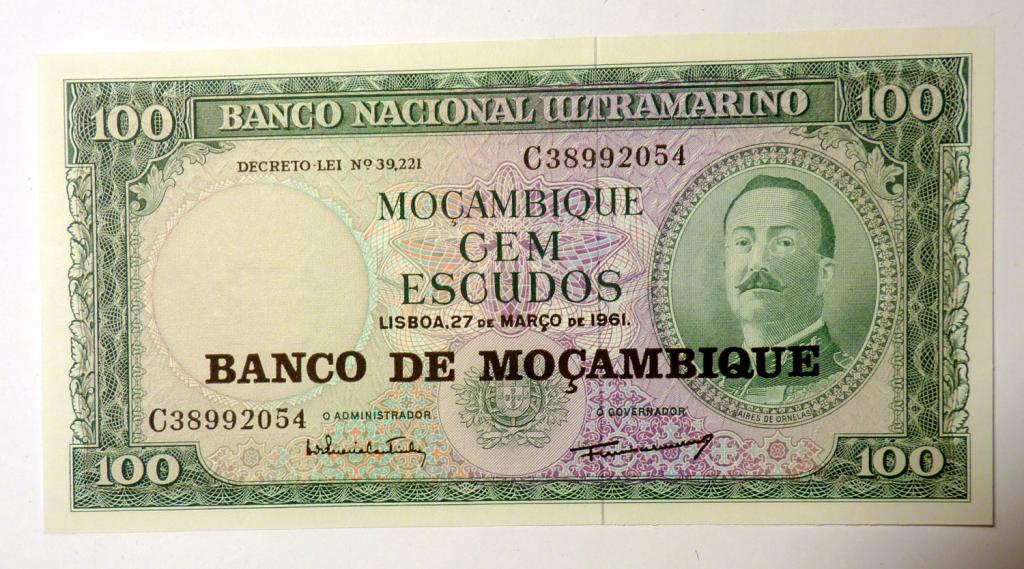 100 BANCO NACIONAL ULTRAMARINO 100
DECRETO-LEI Nº 39,221
C38992054
MOÇAMBIQUE
CEM
ESCUDOS
LISBOA, 27 DE MARÇO DE 1961.
BANCO DE MOÇAMBIQUE
C38992054
O ADMINISTRADOR
O GOVERNADOR
AIRES DE ORNELAS
100
100